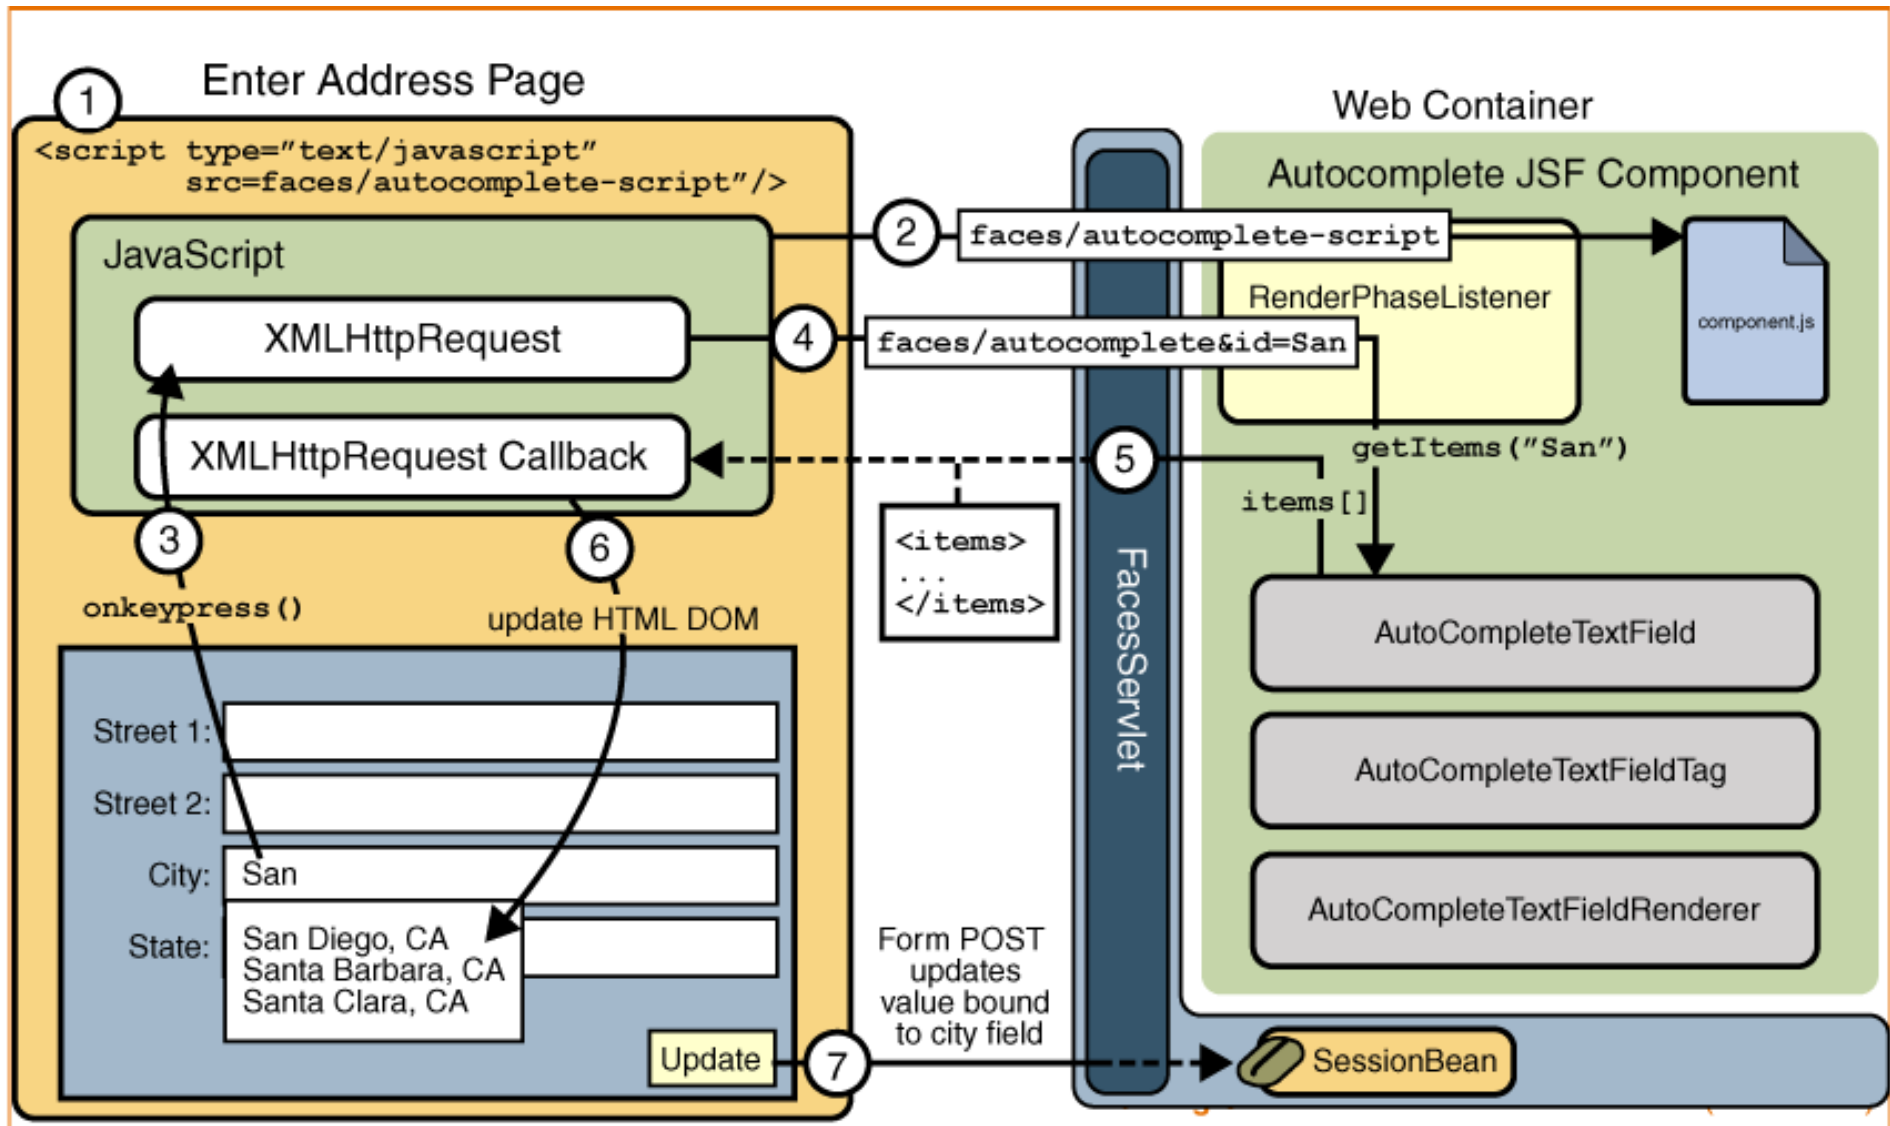 Enter Address Page
1
<script type="text/javascript"
src=faces/autocomplete-script"/>
JavaScript
XMLHttpRequest
XMLHttpRequest Callback
3
onkeypress()
6
update HTML DOM
Street 1:
Street 2:
City:
San
State:
San Diego, CA
Santa Barbara, CA
Santa Clara, CA
Update
2
faces/autocomplete-script
4
faces/autocomplete&id=San
5
<items>
...
</items>
Form POST
updates
value bound
to city field
7
FacesServlet
Web Container
Autocomplete JSF Component
RenderPhaseListener
component.js
getItems("San")
items[]
AutoCompleteTextField
AutoCompleteTextFieldTag
AutoCompleteTextFieldRenderer
SessionBean